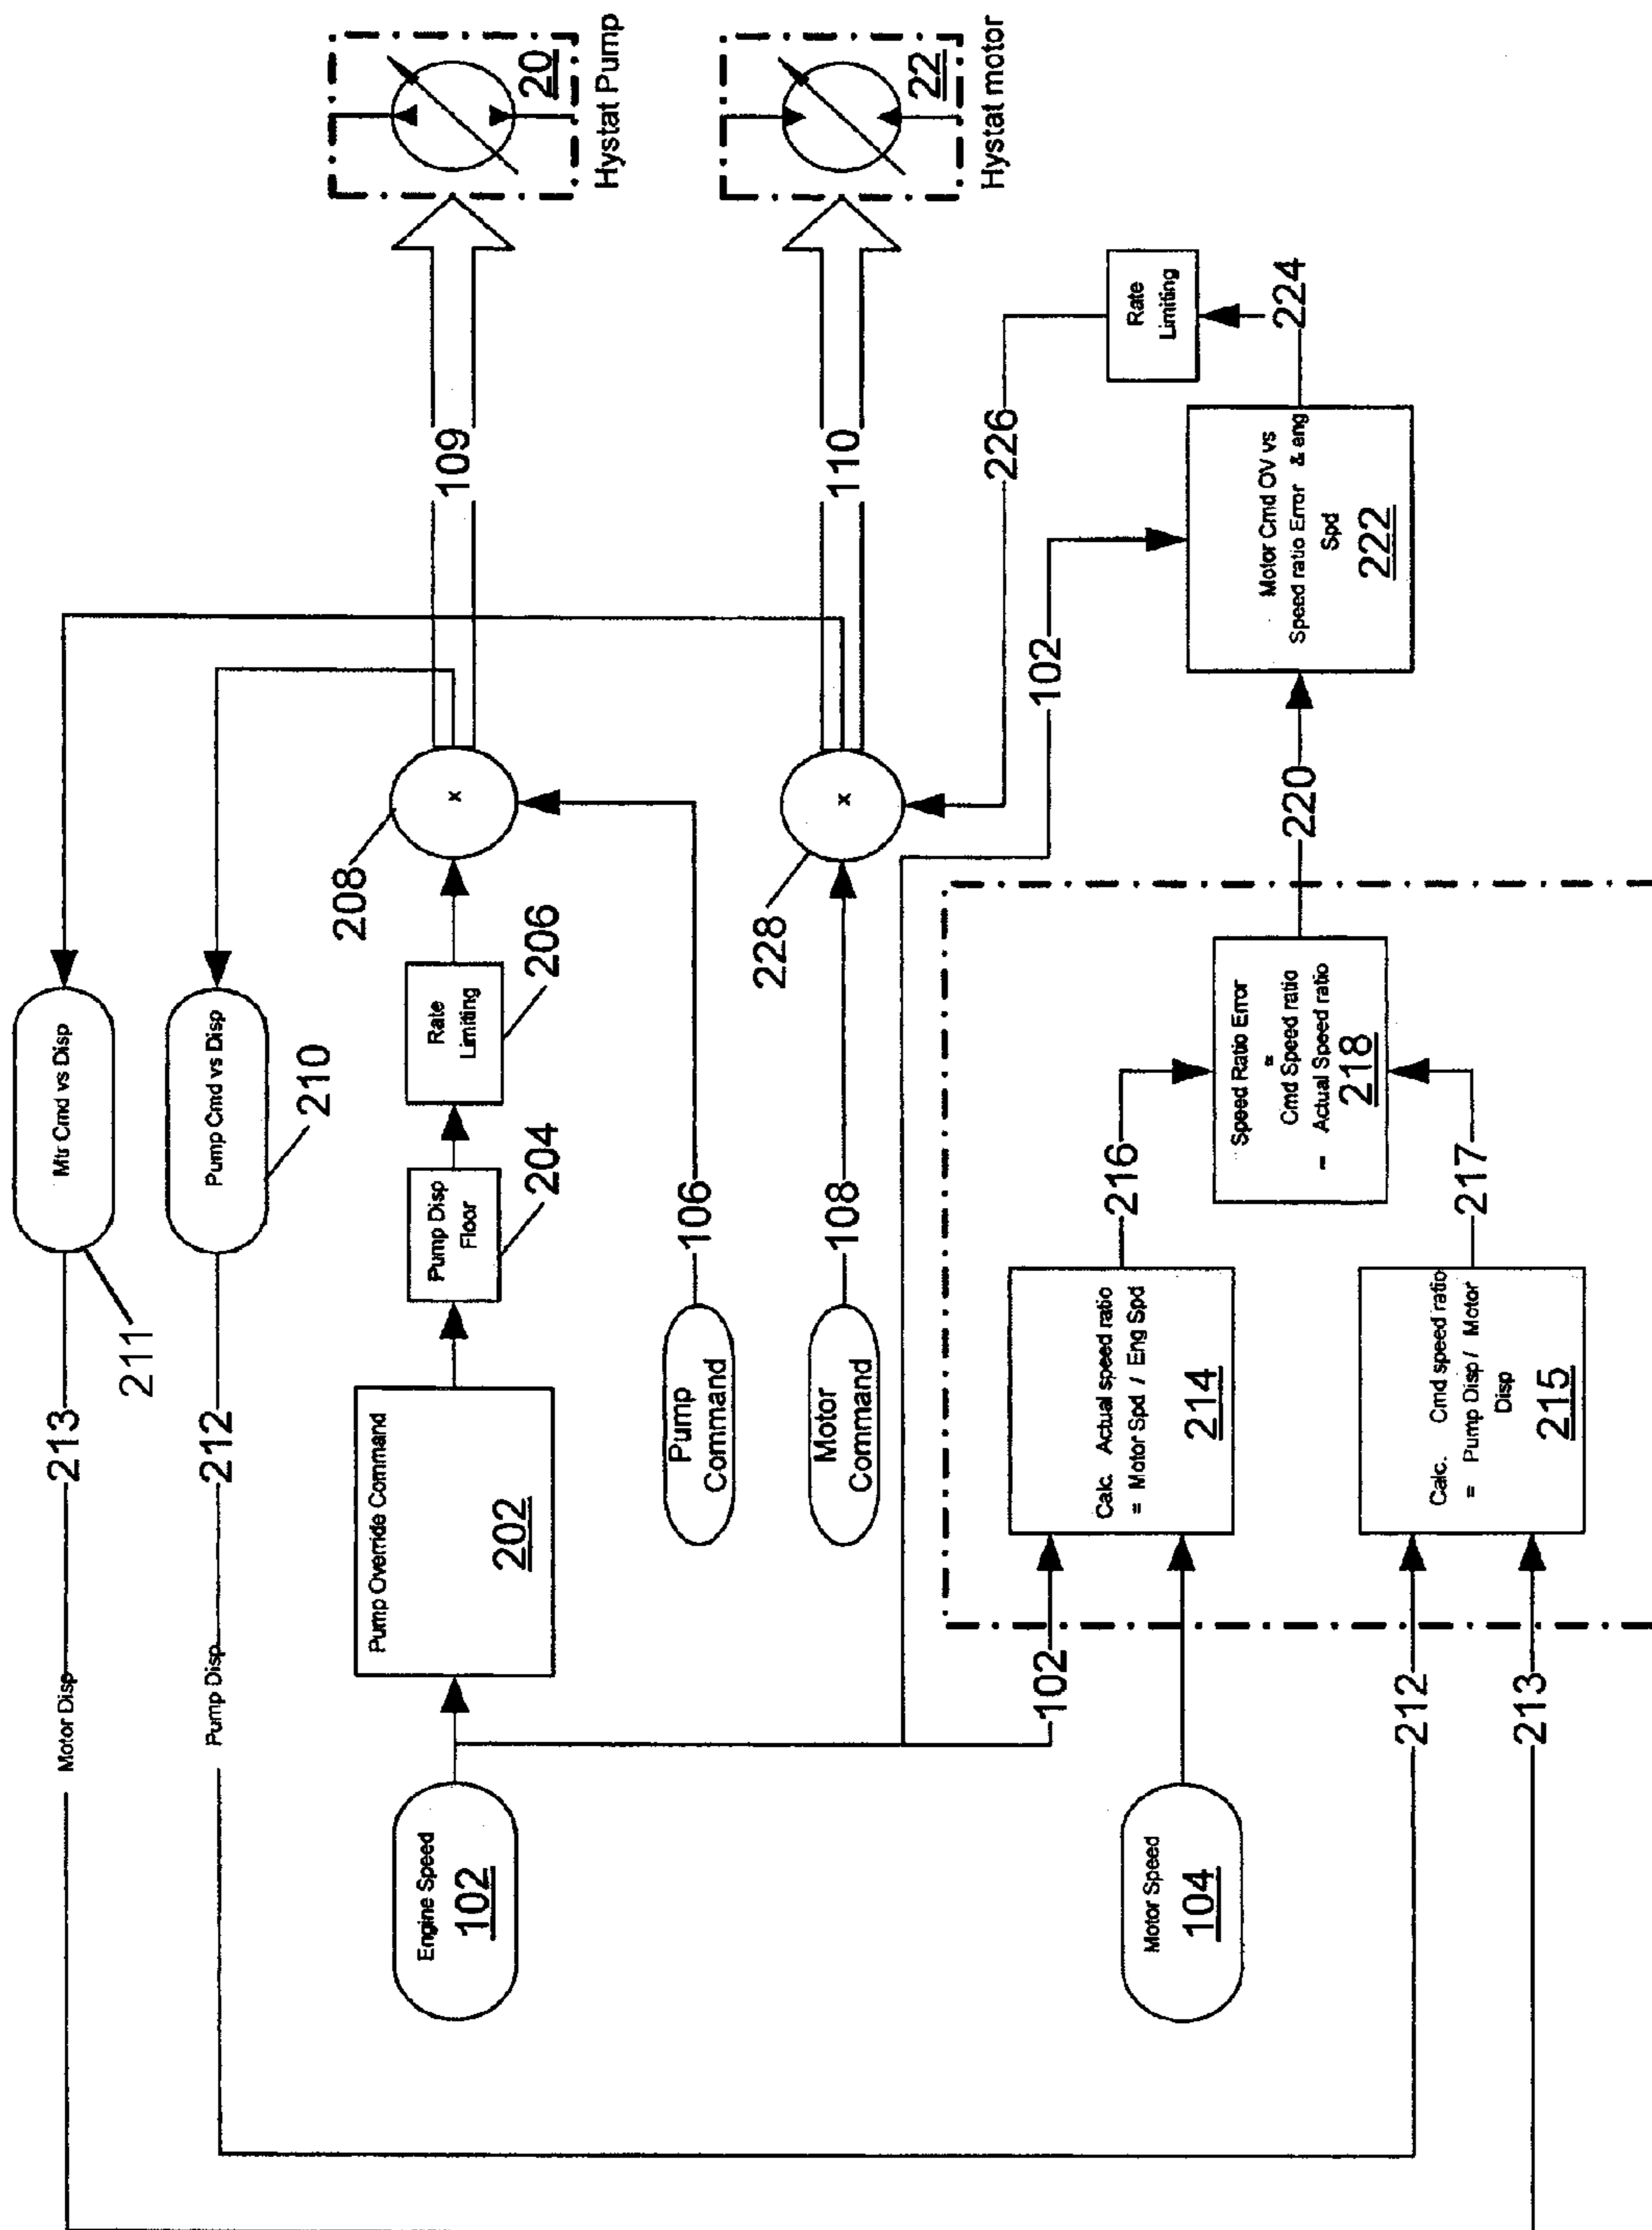 Motor Disp
213
211
Mtr Cmd vs Disp
Pump Disp
212
Pump Cmd vs Disp
210
Engine Speed
102
Pump Override Command
202
Pump Disp
Floor
204
Rate
Limiting
206
208
x
109
20
Hystat Pump
Pump
Command
106
Motor
Command
108
228
x
110
22
Hystat motor
226
102
Rate
Limiting
224
Motor Speed
104
102
Calc. Actual speed ratio
= Motor Spd / Eng Spd
214
216
Speed Ratio Error
=
Cmd Speed ratio
- Actual Speed ratio
218
220
Motor Cmd OV vs
Speed ratio Error & eng
Spd
222
212
213
Calc. Cmd speed ratio
= Pump Disp / Motor
Disp
215
217